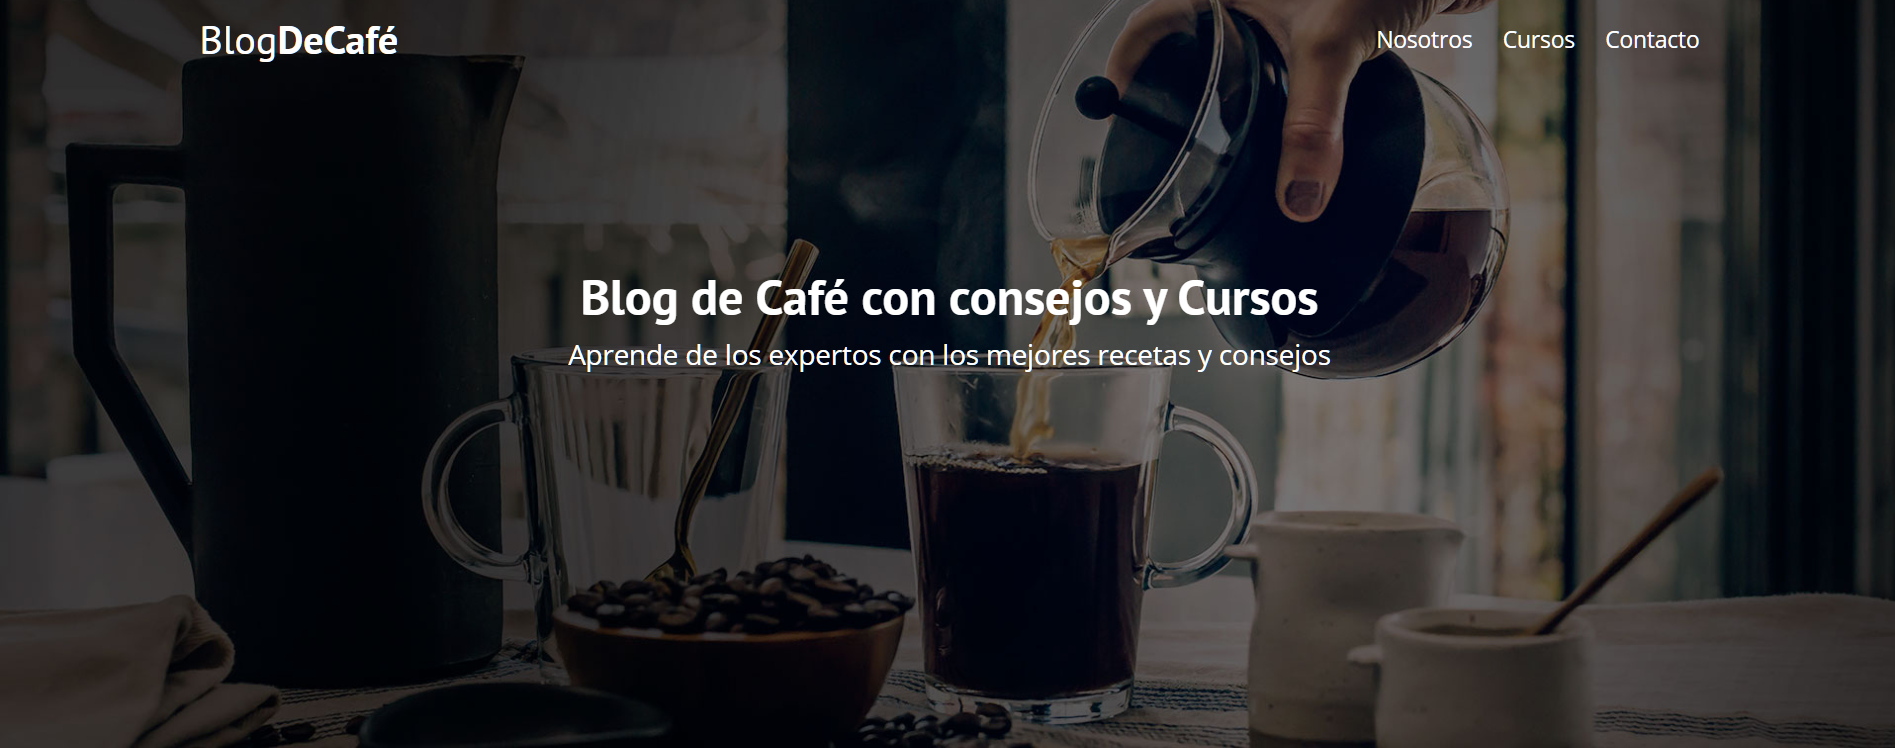 BlogDeCafé
Nosotros Cursos Contacto
Blog de Café con consejos y Cursos
Aprende de los expertos con los mejores recetas y consejos